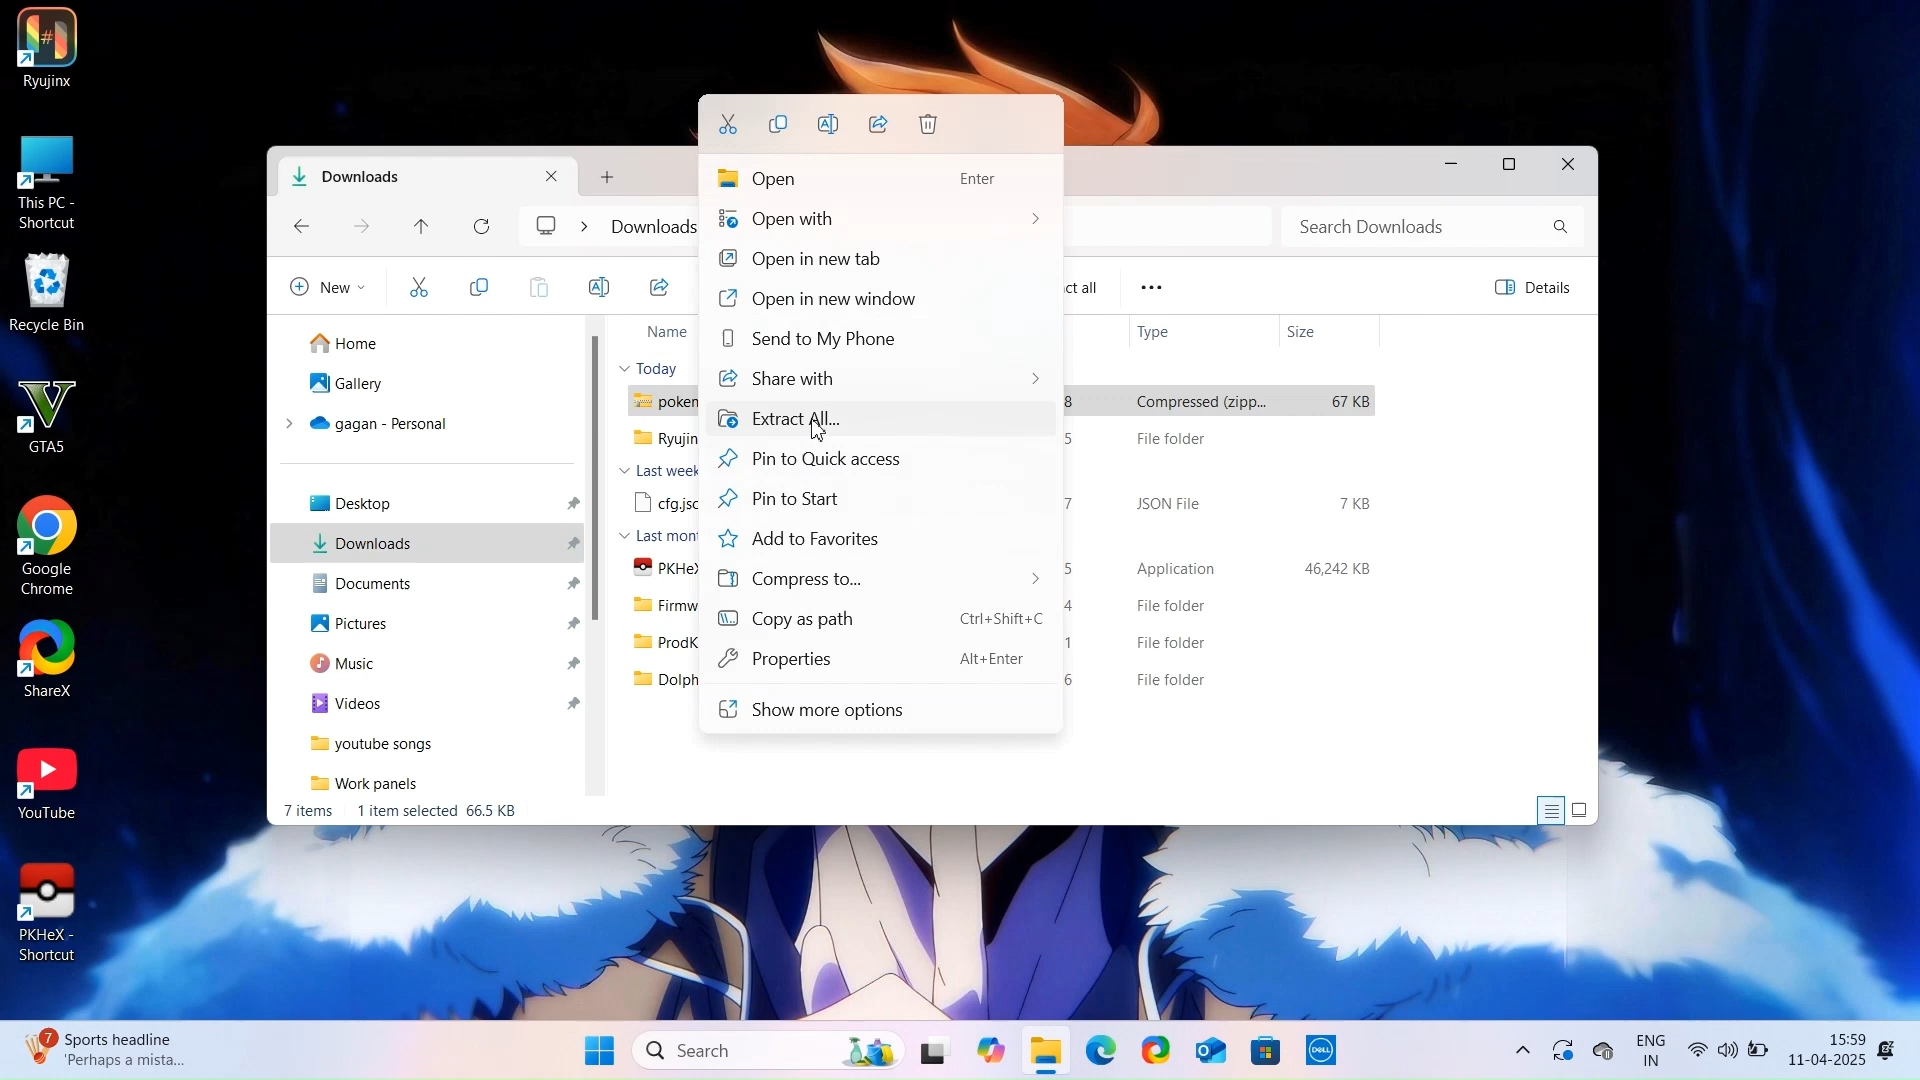 Ryujinx
This PC -
Shortcut
Recycle Bin
GTA5
Google
Chrome
ShareX
YouTube
PKHeX -
Shortcut
Downloads
Downloads
Search Downloads
New
ct all
Details
Home
Gallery
gagan - Personal
Desktop
Downloads
Documents
Pictures
Music
Videos
youtube songs
Work panels
Name
Type
Size
Today
poken
8
Compressed (zipp...
67 KB
Ryujin
5
File folder
Last week
cfg.jsc
7
JSON File
7 KB
Last mont
PKHeX
5
Application
46,242 KB
Firmw
4
File folder
ProdK
1
File folder
Dolph
6
File folder
7 items
1 item selected 66.5 KB
Open
Enter
Open with
Open in new tab
Open in new window
Send to My Phone
Share with
Extract All...
Pin to Quick access
Pin to Start
Add to Favorites
Compress to...
Copy as path
Ctrl+Shift+C
Properties
Alt+Enter
Show more options
7
Sports headline
'Perhaps a mista...
Search
DELL
ENG
IN
15:59
11-04-2025